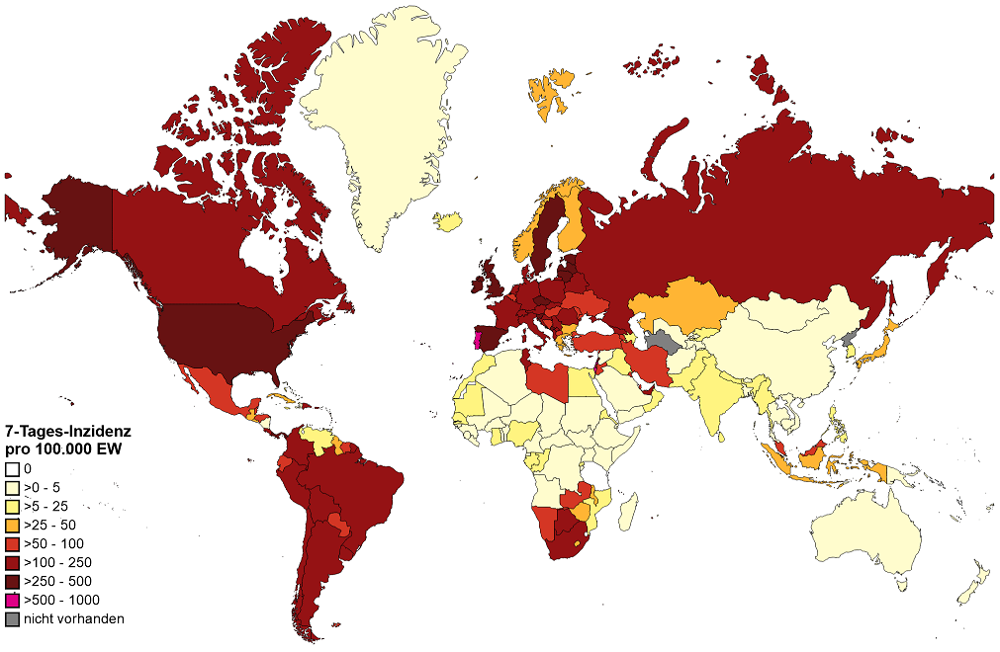 7-Tages-Inzidenz
pro 100.000 EW
0
>0 - 5
>5 - 25
>25 - 50
>50 - 100
>100 - 250
>250 - 500
>500 - 1000
nicht vorhanden